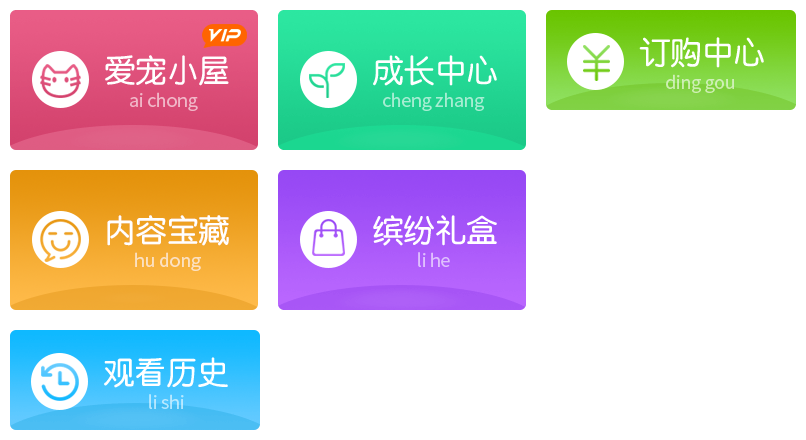 VIP
爱宠小屋
ai chong
成长中心
cheng zhang
订购中心
ding gou
内容宝藏
hu dong
缤纷礼盒
li he
观看历史
li shi